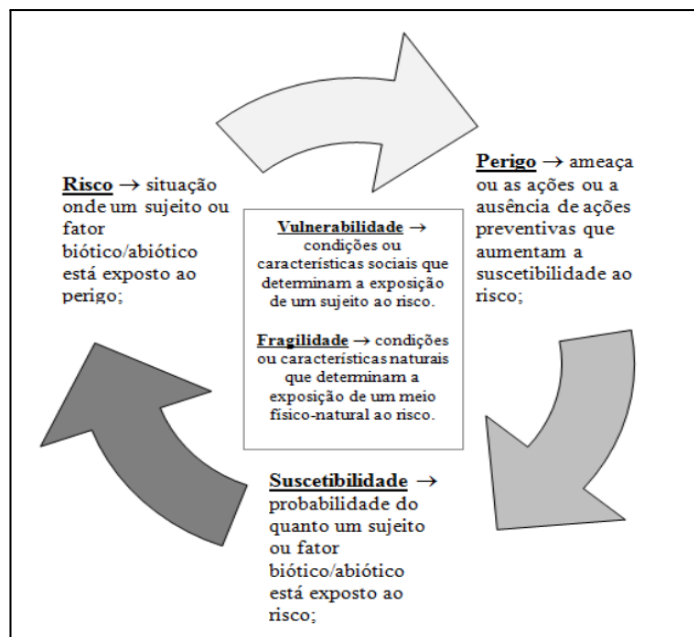 Risco → situação
onde um sujeito ou
fator
biótico/abiótico
está exposto ao
perigo;
Perigo → ameaça
ou as ações ou a
ausência de ações
preventivas que
aumentam a
suscetibilidade ao
risco;
Vulnerabilidade →
condições ou
características sociais que
determinam a exposição
de um sujeito ao risco.
Fragilidade → condições
ou características naturais
que determinam a
exposição de um meio
físico-natural ao risco.
Suscetibilidade →
probabilidade do
quanto um sujeito
ou fator
biótico/abiótico
está exposto ao
risco;